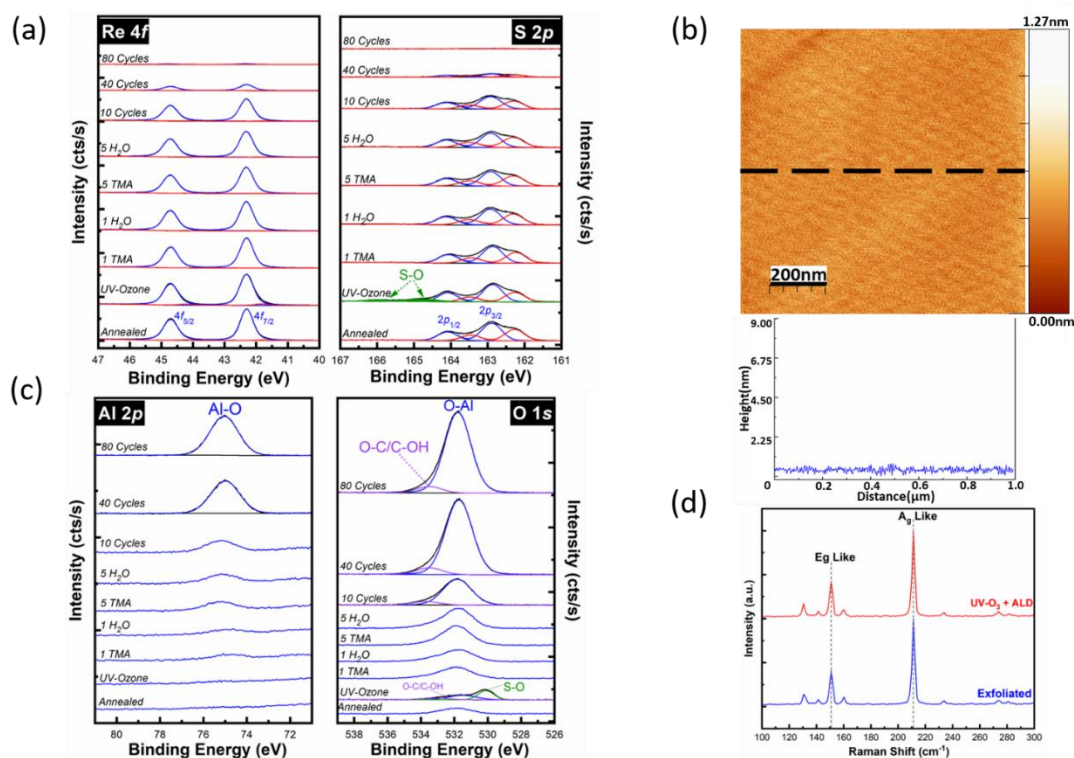 (a)
Re 4f
80 Cycles
40 Cycles
10 Cycles
5 H₂O
5 TMA
1 H₂O
1 TMA
UV-Ozone
Annealed
4f₅/₂
4f₇/₂
47 46 45 44 43 42 41 40
Binding Energy (eV)
Intensity (cts/s)
S 2p
80 Cycles
40 Cycles
10 Cycles
5 H₂O
5 TMA
1 H₂O
1 TMA
S-O
UV-Ozone
Annealed
2p₁/₂
2p₃/₂
167 166 165 164 163 162 161
Binding Energy (eV)
Intensity (cts/s)
(b)
1.27nm
200nm
0.00nm
9.00
6.75
4.50
2.25
0
Height(nm)
0 0.2 0.4 0.6 0.8 1.0
Distance(μm)
(c)
Al 2p
Al-O
80 Cycles
40 Cycles
10 Cycles
5 H₂O
5 TMA
1 H₂O
1 TMA
UV-Ozone
Annealed
80 78 76 74 72
Binding Energy (eV)
Intensity (cts/s)
O 1s
O-Al
O-C/C-OH
80 Cycles
40 Cycles
10 Cycles
5 H₂O
5 TMA
1 H₂O
1 TMA
O-C/C-OH
S-O
UV-Ozone
Annealed
538 536 534 532 530 528 526
Binding Energy (eV)
Intensity (cts/s)
(d)
Ag Like
Eg Like
UV-O₃ + ALD
Exfoliated
Intensity (a.u.)
100 120 140 160 180 200 220 240 260 280 300
Raman Shift (cm⁻¹)